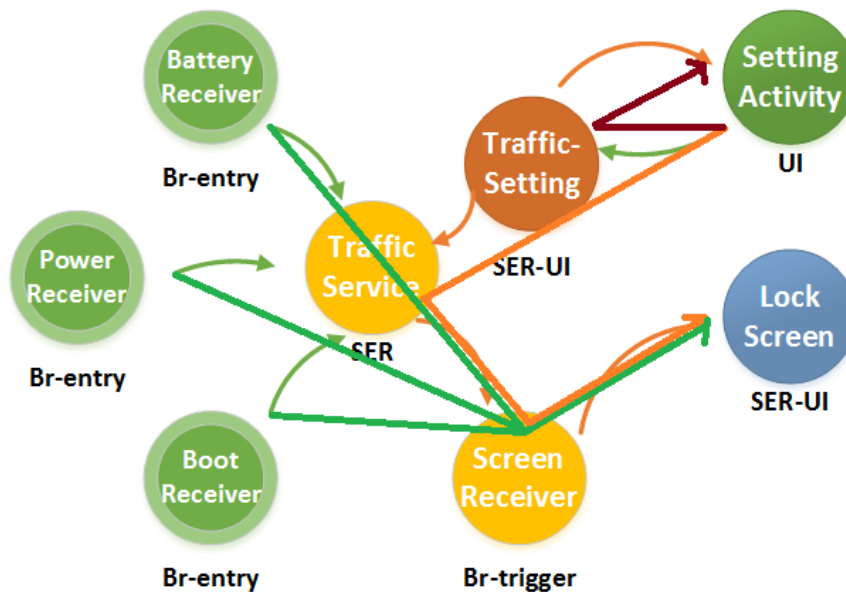 Battery
Receiver
Br-entry
Setting
Activity
UI
Traffic-
Setting
SER-UI
Power
Receiver
Br-entry
Traffic
Service
SER
Lock
Screen
SER-UI
Boot
Receiver
Br-entry
Screen
Receiver
Br-trigger